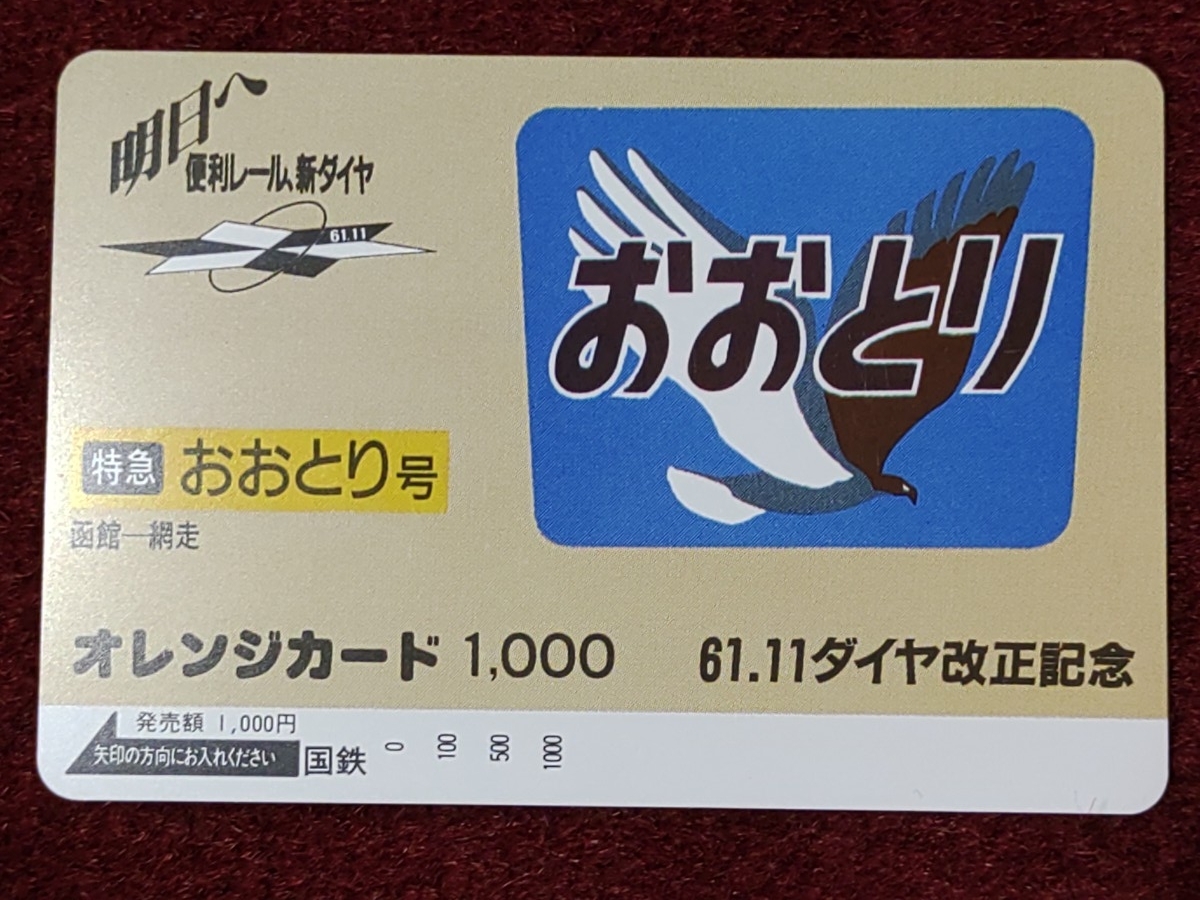 明日へ
便利レール、新ダイヤ
61.11
おおとり
特急 おおとり号
函館―網走
オレンジカード 1,000
61.11ダイヤ改正記念
発売額 1,000円
矢印の方向にお入れください
国鉄 0 100 500 1000